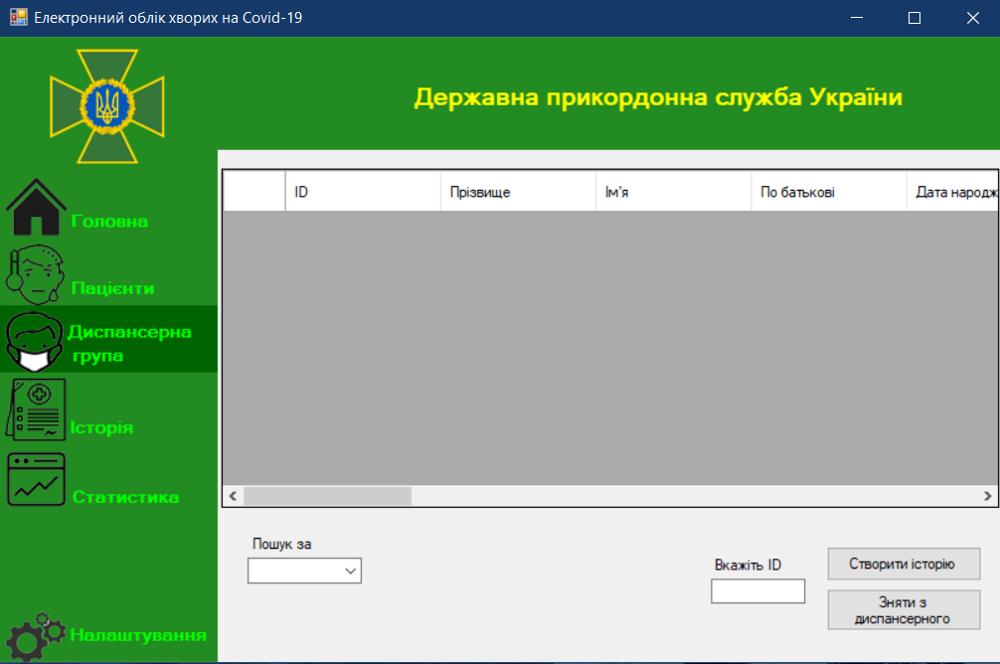 Електронний облік хворих на Covid-19
Державна прикордонна служба України
Головна
Пацієнти
Диспансерна
група
Історія
Статистика
Налаштування
ID
Прізвище
Ім'я
По батькові
Дата народж
Пошук за
Вкажіть ID
Створити історію
Зняти з
диспансерного